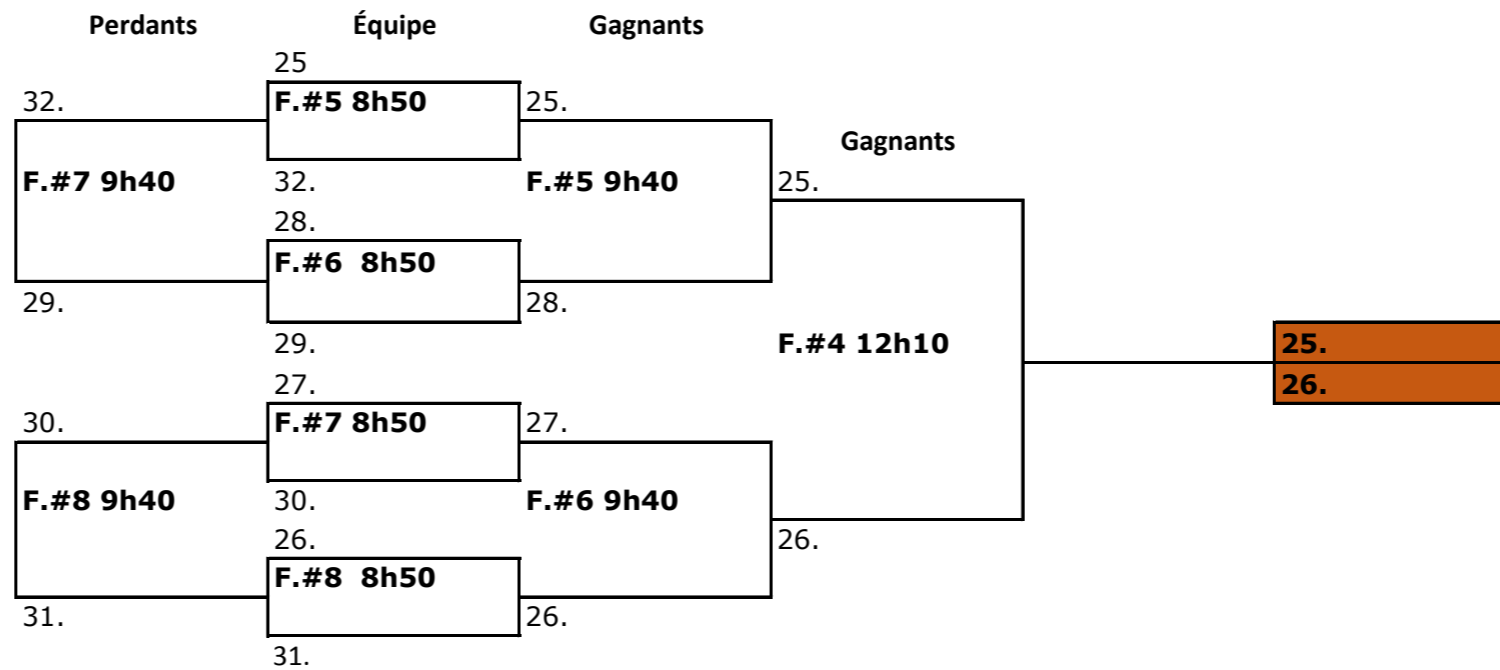 Perdants Équipe Gagnants
25
32. F.#5 8h50 25.
Gagnants
F.#7 9h40 32. F.#5 9h40 25.
28.
F.#6 8h50
29. 28.
29. F.#4 12h10 25.
27. 26.
30. F.#7 8h50 27.
F.#8 9h40 30. F.#6 9h40
26. 26.
F.#8 8h50
31. 26.
31.